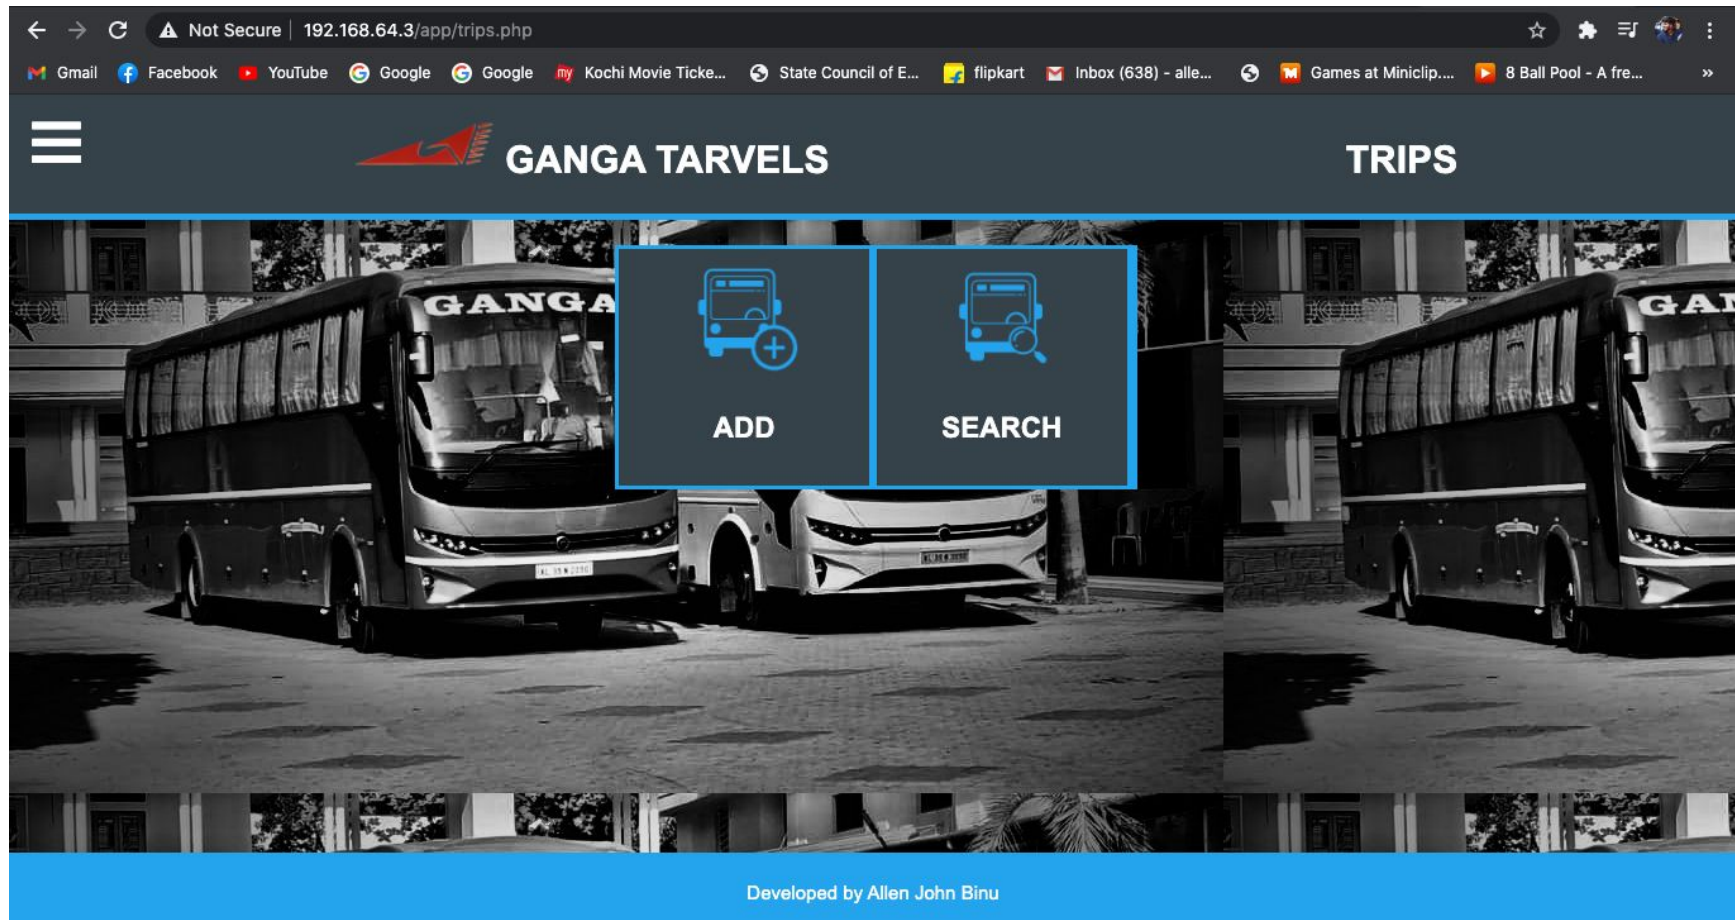 Not Secure | 192.168.64.3/app/trips.php
Gmail Facebook YouTube Google Google my Kochi Movie Ticke... State Council of E... flipkart Inbox (638) - alle... Games at Miniclip.... 8 Ball Pool - A fre... »
GANGA TARVELS TRIPS
GANGA
GAN
ADD SEARCH
Developed by Allen John Binu